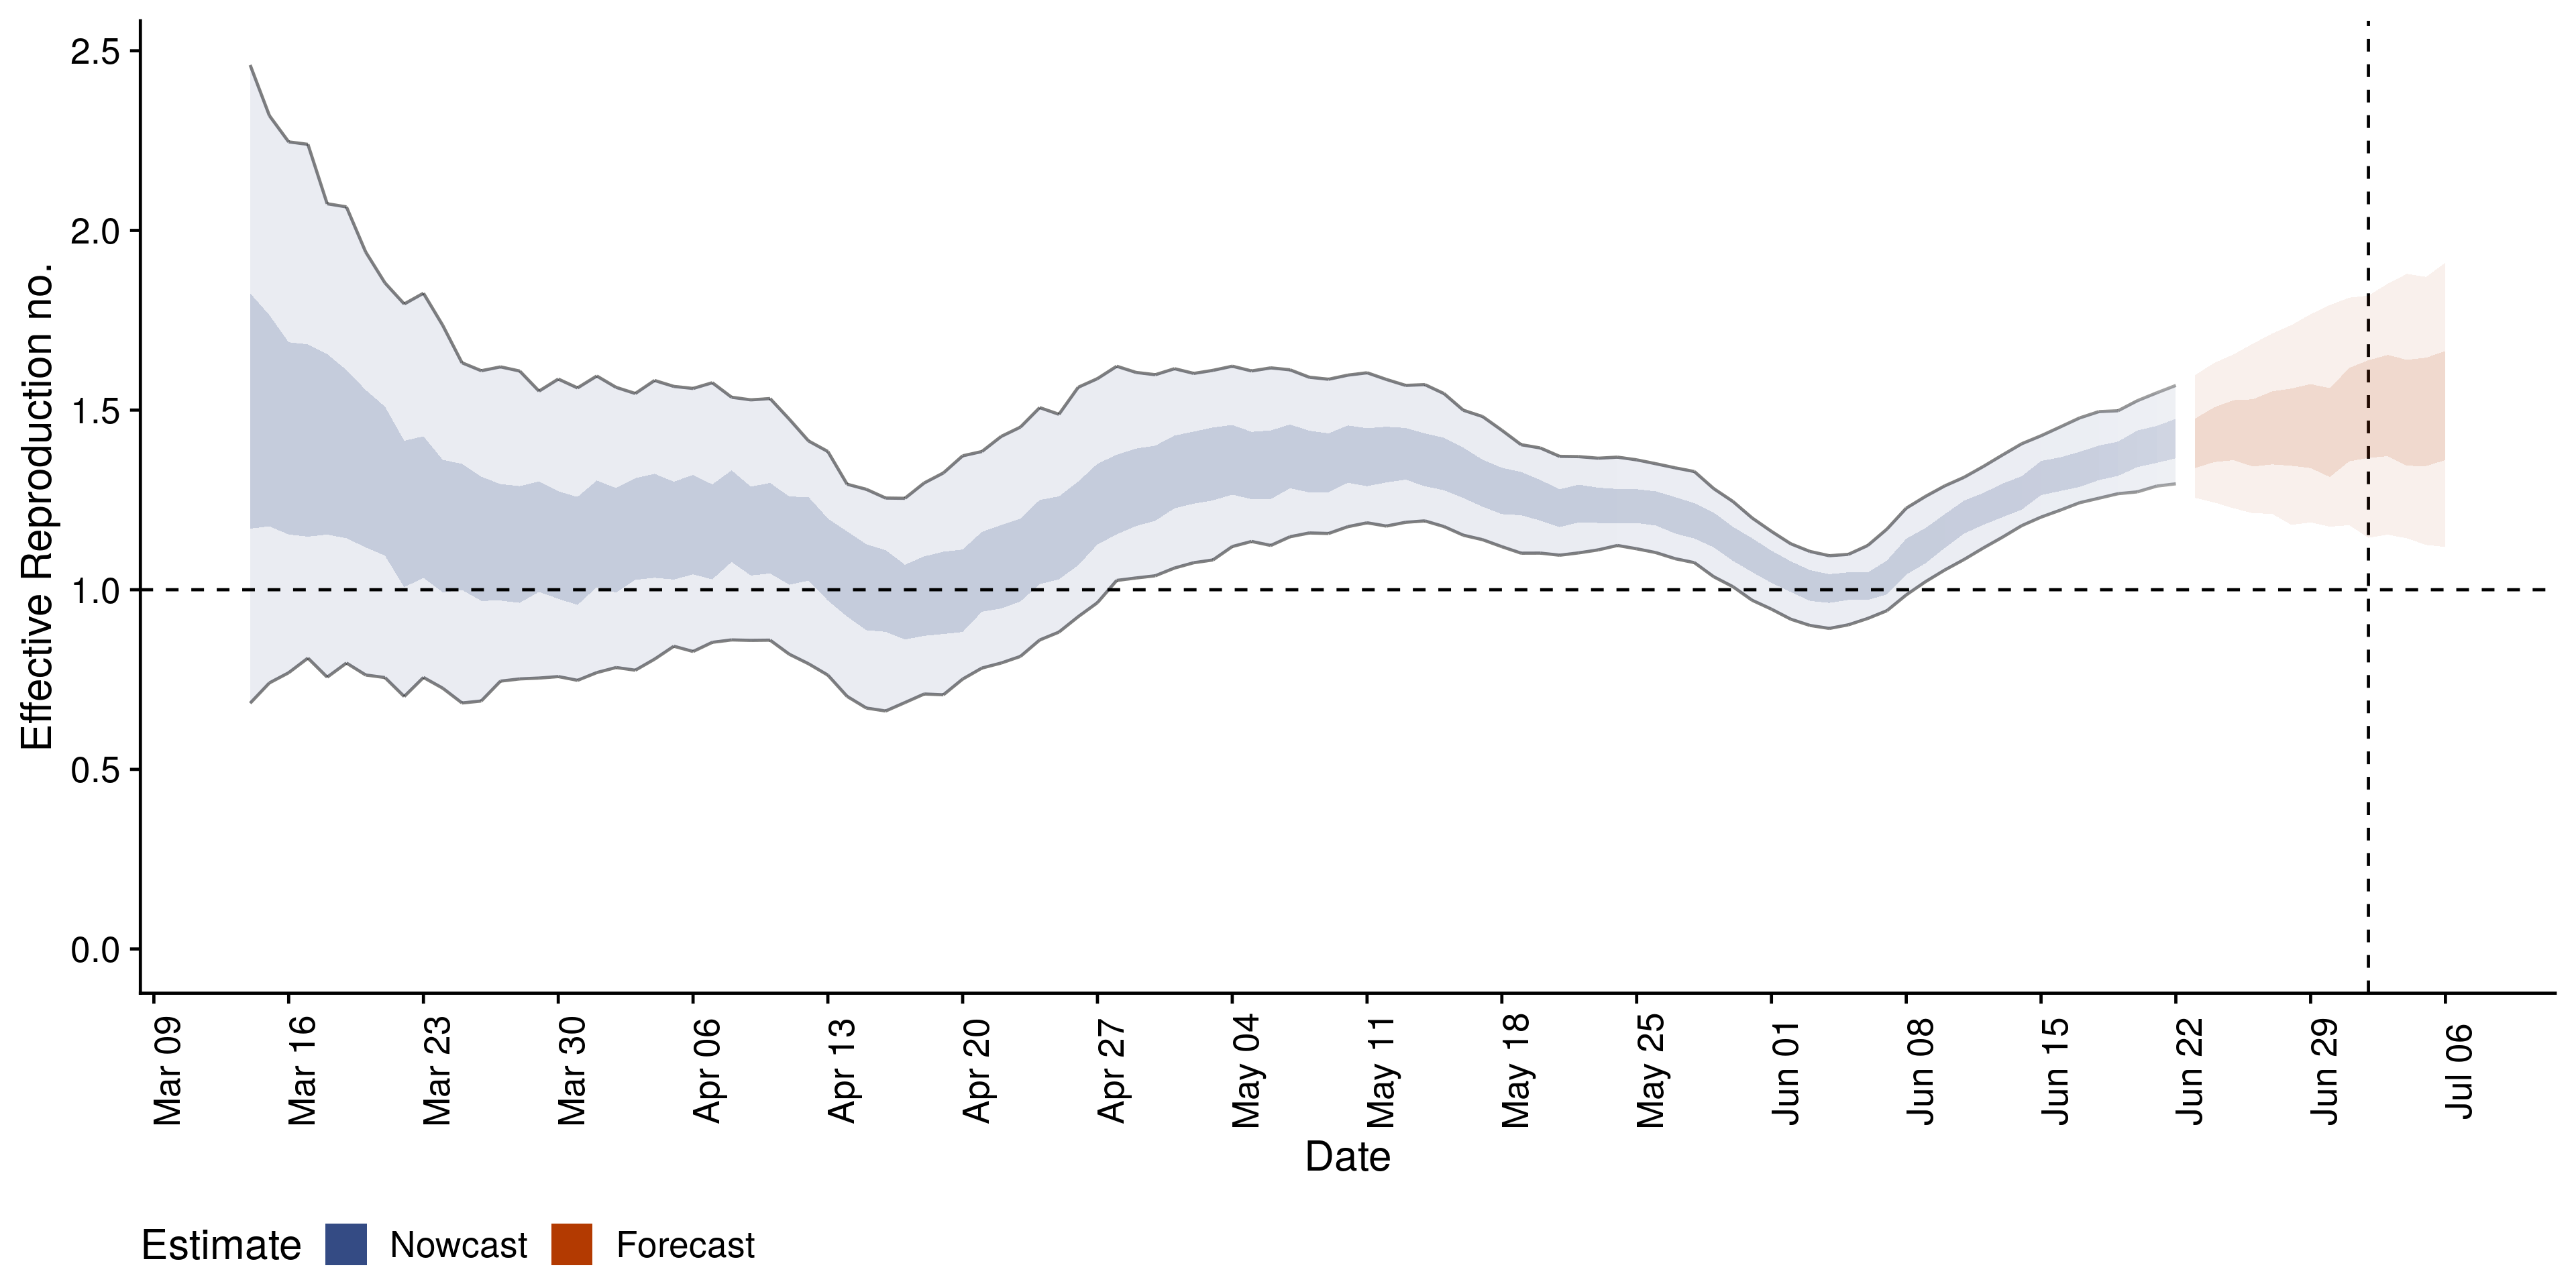 Effective Reproduction no.
2.5
2.0
1.5
1.0
0.5
0.0
Mar 09
Mar 16
Mar 23
Mar 30
Apr 06
Apr 13
Apr 20
Apr 27
May 04
May 11
May 18
May 25
Jun 01
Jun 08
Jun 15
Jun 22
Jun 29
Jul 06
Date
Estimate Nowcast Forecast